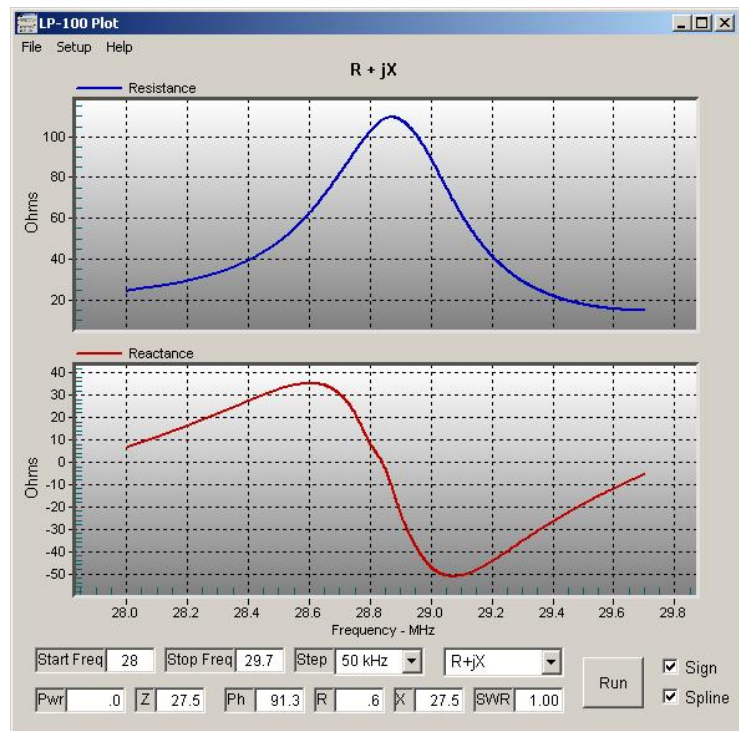 LP-100 Plot
File Setup Help
R + jX
Resistance
100
80
60
40
20
Ohms
Reactance
40
30
20
10
0
-10
-20
-30
-40
-50
Ohms
28.0 28.2 28.4 28.6 28.8 29.0 29.2 29.4 29.6 29.8
Frequency - MHz
Start Freq 28 Stop Freq 29.7 Step 50 kHz R+jX Run Sign
Pwr .0 Z 27.5 Ph 91.3 R .6 X 27.5 SWR 1.00 Spline